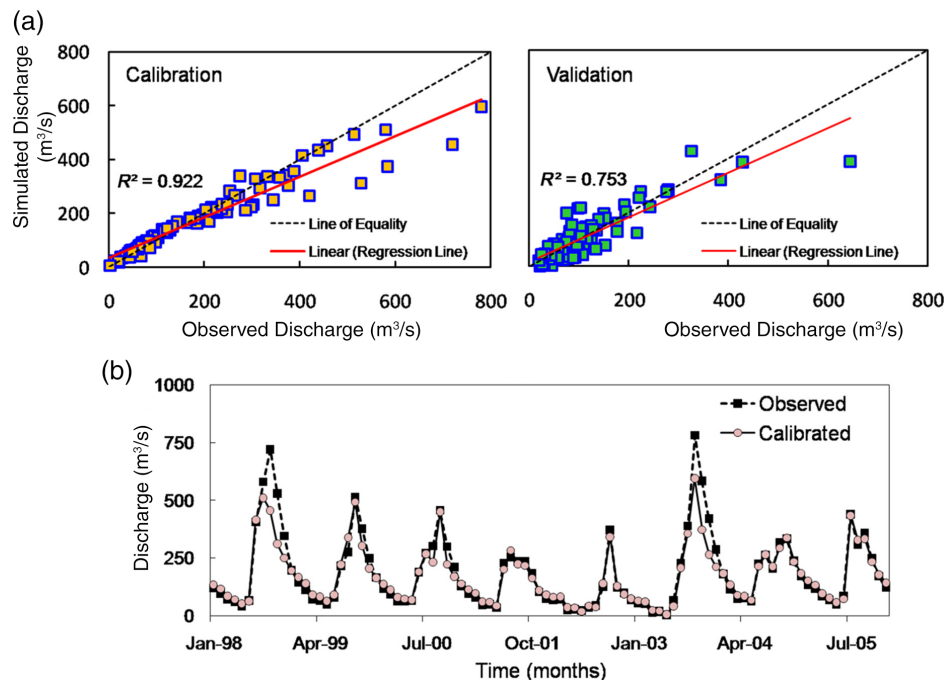 (a)
Simulated Discharge
(m³/s)
800
600
400
200
0
Calibration
R² = 0.922
Line of Equality
Linear (Regression Line)
0
200
400
600
800
Observed Discharge (m³/s)
Validation
R² = 0.753
Line of Equality
Linear (Regression Line)
0
200
400
600
800
Observed Discharge (m³/s)
(b)
Discharge (m³/s)
1000
750
500
250
0
Observed
Calibrated
Jan-98
Apr-99
Jul-00
Oct-01
Jan-03
Apr-04
Jul-05
Time (months)